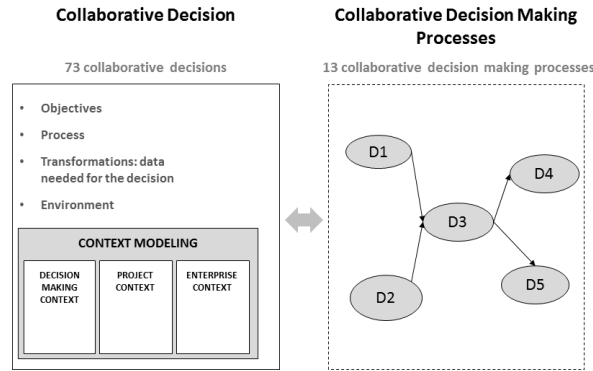 Collaborative Decision
73 collaborative decisions
• Objectives
• Process
• Transformations: data
needed for the decision
• Environment
CONTEXT MODELING
DECISION
MAKING
CONTEXT
PROJECT
CONTEXT
ENTERPRISE
CONTEXT
Collaborative Decision Making
Processes
13 collaborative decision making processes
D1
D4
D3
D2
D5